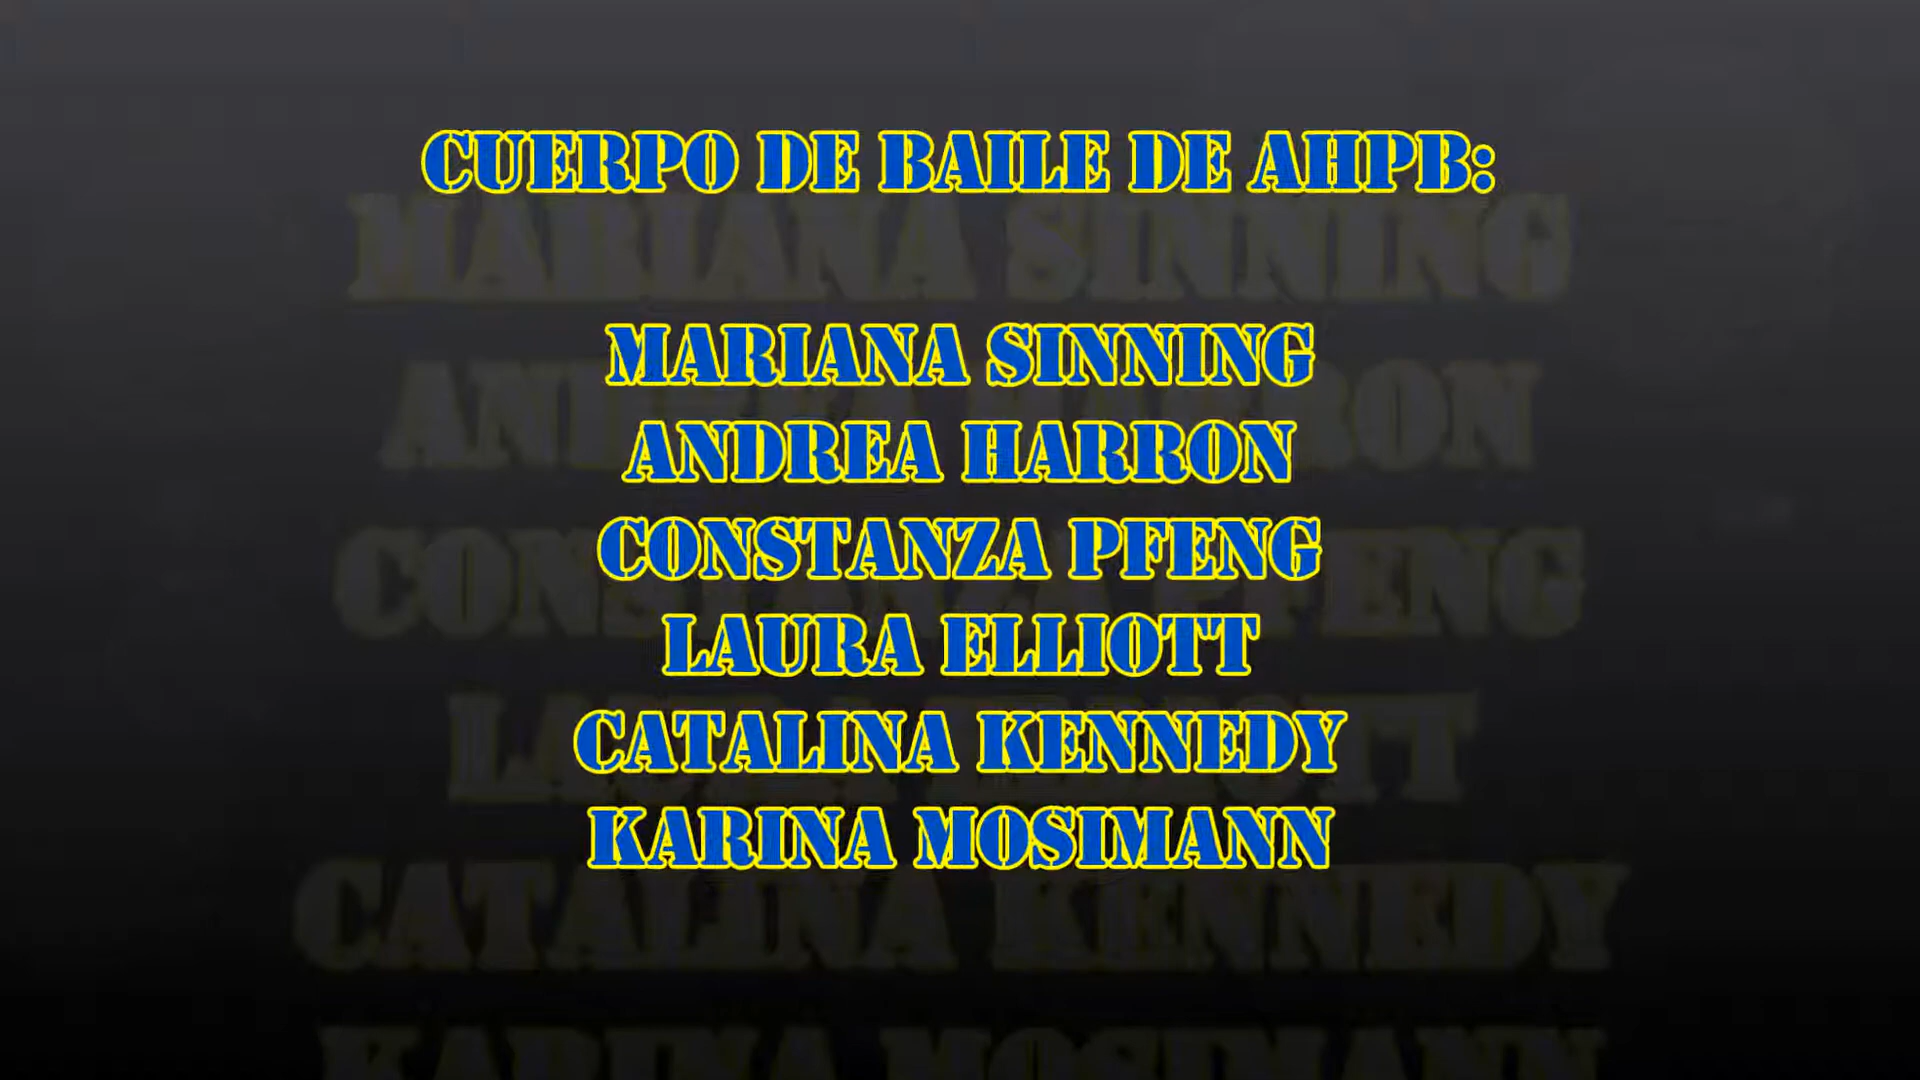 CUERPO DE BAILE DE AHPB:
MARIANA SINNING
ANDREA HARRON
CONSTANZA PFENG
LAURA ELLIOTT
CATALINA KENNEDY
KARINA MOSIMANN